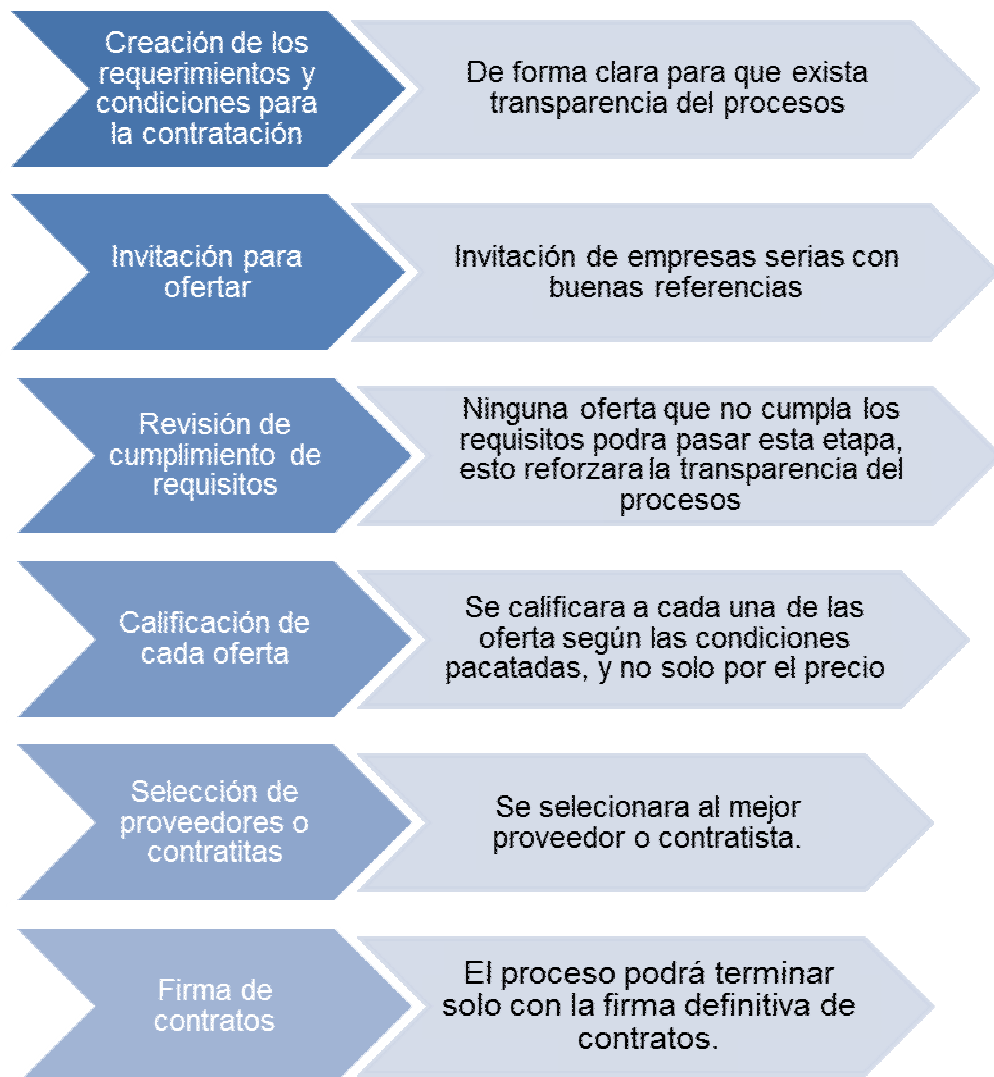 Creación de los
requerimientos y
condiciones para
la contratación
De forma clara para que exista
transparencia del procesos
Invitación para
ofertar
Invitación de empresas serias con
buenas referencias
Revisión de
cumplimiento de
requisitos
Ninguna oferta que no cumpla los
requisitos podra pasar esta etapa,
esto reforzara la transparencia del
procesos
Calificación de
cada oferta
Se calificara a cada una de las
oferta según las condiciones
pacatadas, y no solo por el precio
Selección de
proveedores o
contratitas
Se selecionara al mejor
proveedor o contratista.
Firma de
contratos
El proceso podrá terminar
solo con la firma definitiva de
contratos.